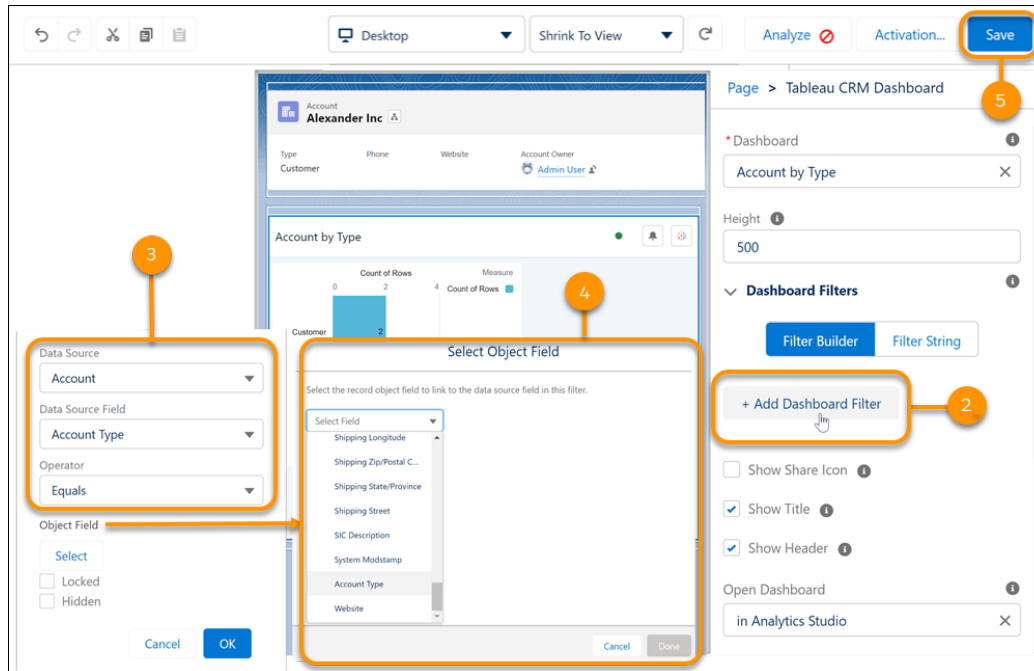 Desktop
Shrink To View
Analyze
Activation...
Save
5
Page > Tableau CRM Dashboard
Account
Alexander Inc
Type
Phone
Website
Account Owner
Customer
Admin User
* Dashboard
Account by Type
Height
500
Dashboard Filters
Filter Builder
Filter String
+ Add Dashboard Filter
2
Show Share Icon
Show Title
Show Header
Open Dashboard
in Analytics Studio
Account by Type
Count of Rows
Measure
0 2 4
Count of Rows
Customer
2
3
Data Source
Account
Data Source Field
Account Type
Operator
Equals
Object Field
Select
Locked
Hidden
Cancel
OK
4
Select Object Field
Select the record object field to link to the data source field in this filter.
Select Field
Shipping Longitude
Shipping Zip/Postal C...
Shipping State/Province
Shipping Street
SIC Description
System Modstamp
Account Type
Website
Cancel
Done